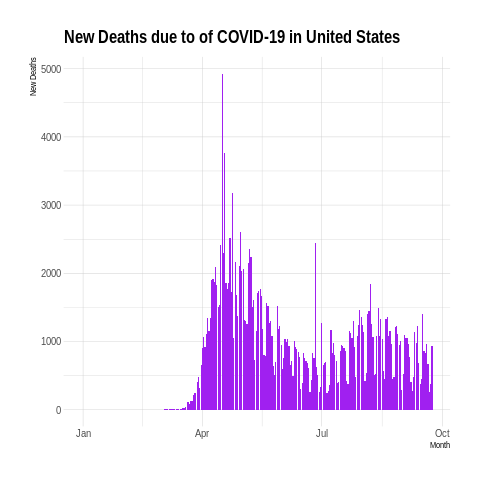 New Deaths due to of COVID-19 in United States
New Deaths
5000
4000
3000
2000
1000
0
Jan Apr Jul Oct
Month